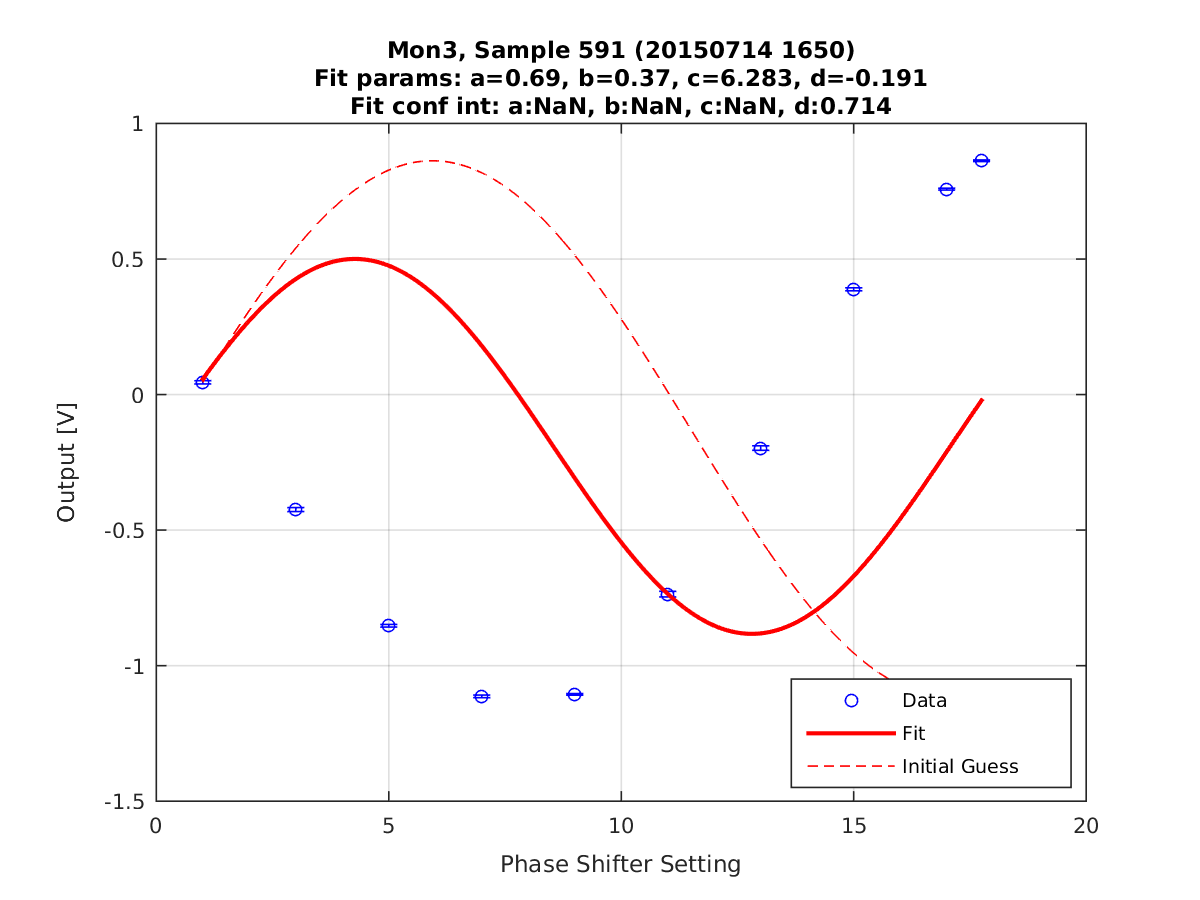 Mon3, Sample 591 (20150714 1650)
Fit params: a=0.69, b=0.37, c=6.283, d=-0.191
Fit conf int: a:NaN, b:NaN, c:NaN, d:0.714
1
0.5
0
-0.5
-1
-1.5
Output [V]
0 5 10 15 20
Phase Shifter Setting
Data
Fit
Initial Guess